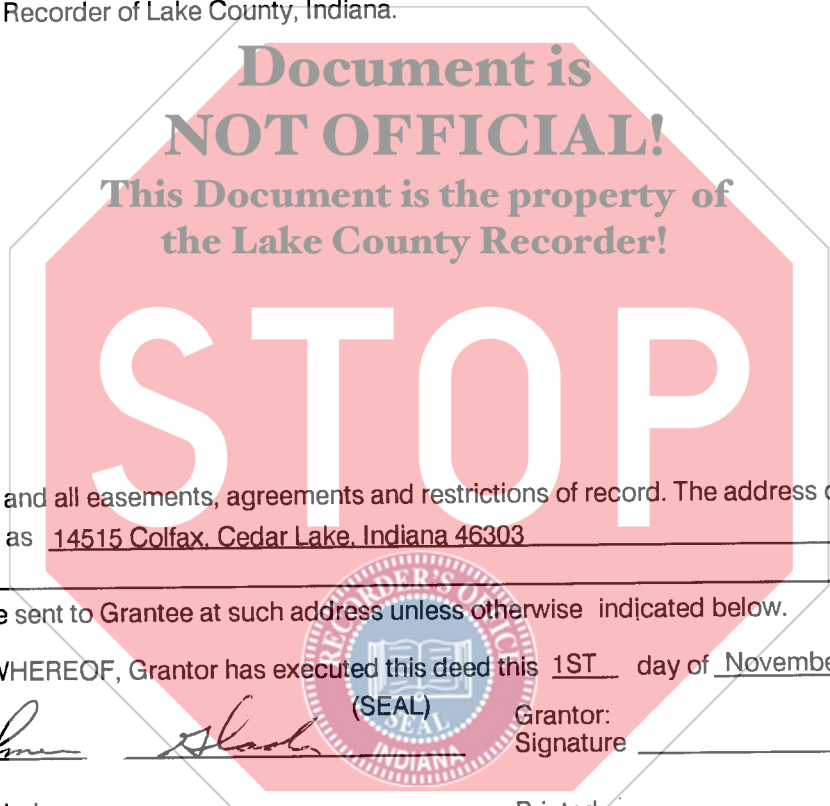 Recorder of Lake County, Indiana.
Document is
NOT OFFICIAL!
This Document is the property of
the Lake County Recorder!
STOP
and all easements, agreements and restrictions of record. The address
as 14515 Colfax, Cedar Lake, Indiana 46303
sent to Grantee at such address unless otherwise indicated below.
WHEREOF, Grantor has executed this deed this 1ST day of Novembe
(SEAL)
Grantor:
Signature
RECORDER'S OFFICE
SEAL
INDIANA